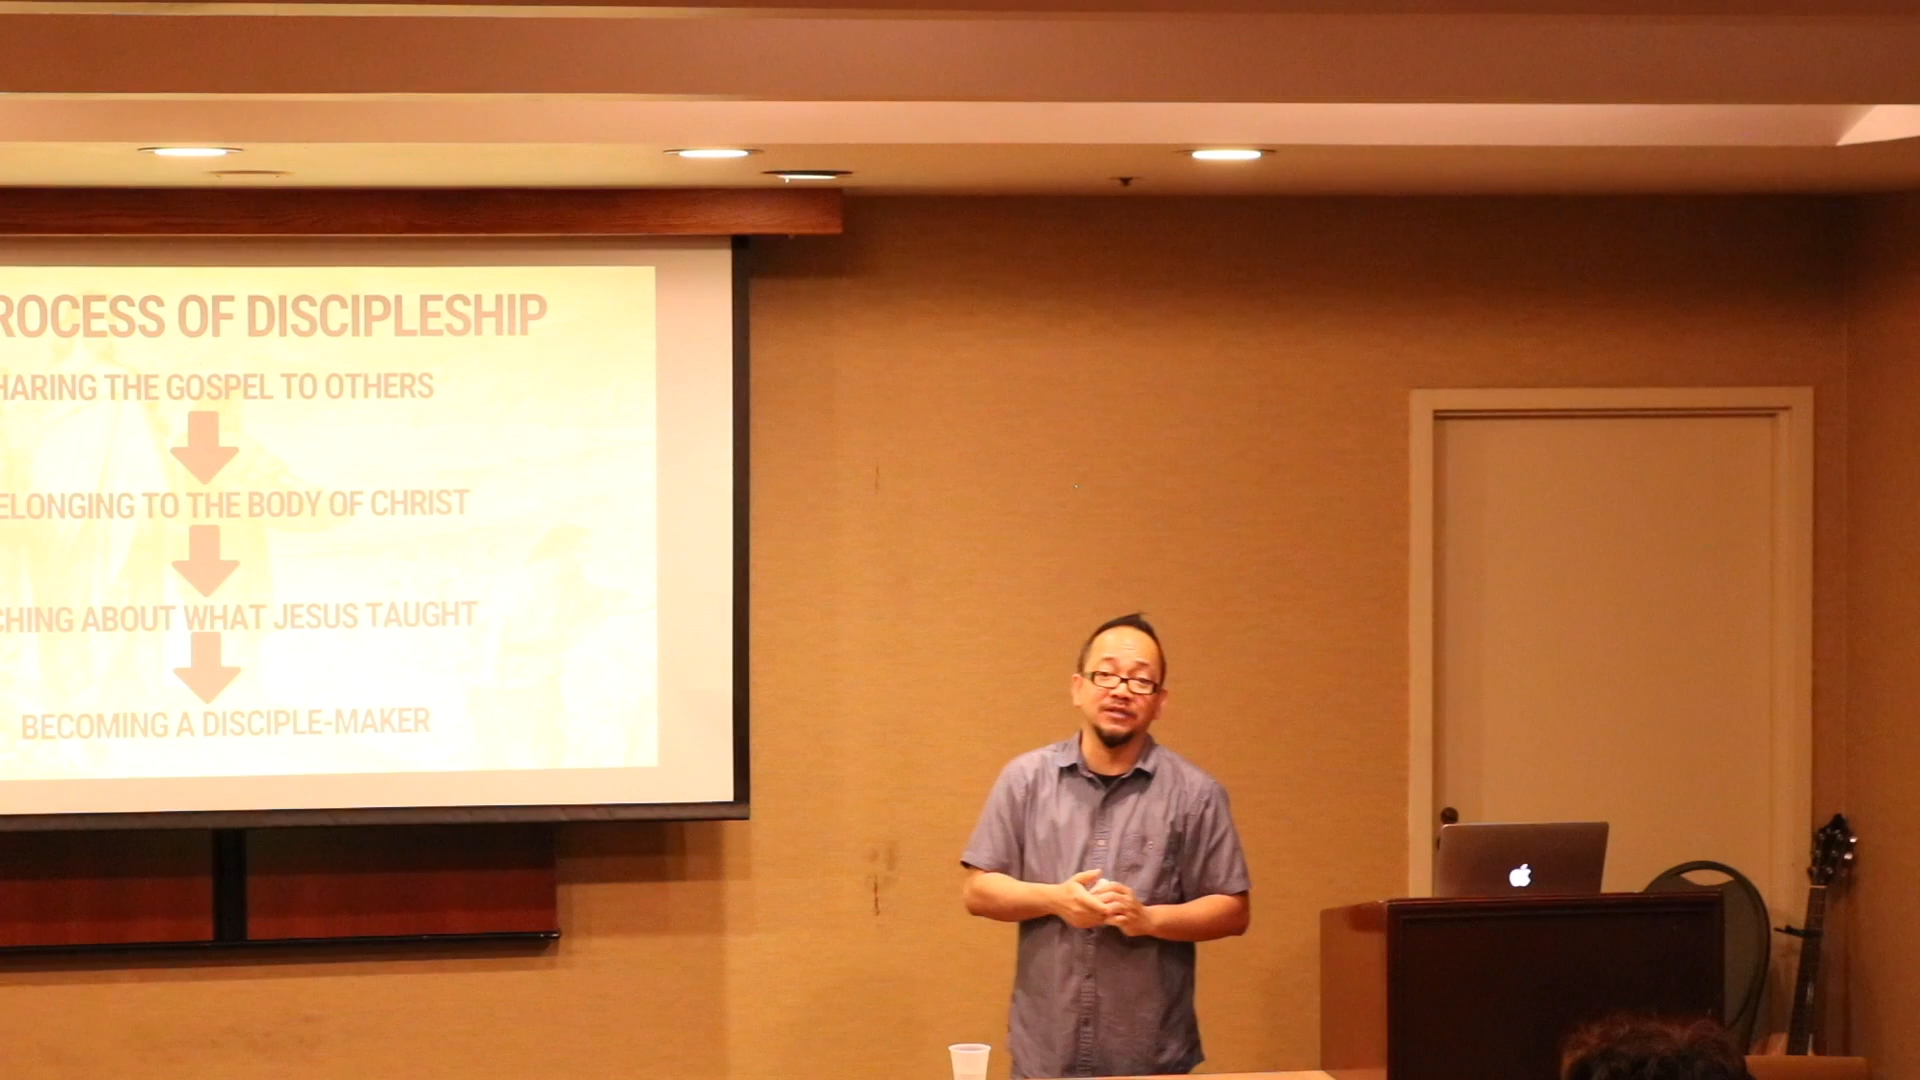 ROCESS OF DISCIPLESHIP
HARING THE GOSPEL TO OTHERS
ELONGING TO THE BODY OF CHRIST
CHING ABOUT WHAT JESUS TAUGHT
BECOMING A DISCIPLE-MAKER